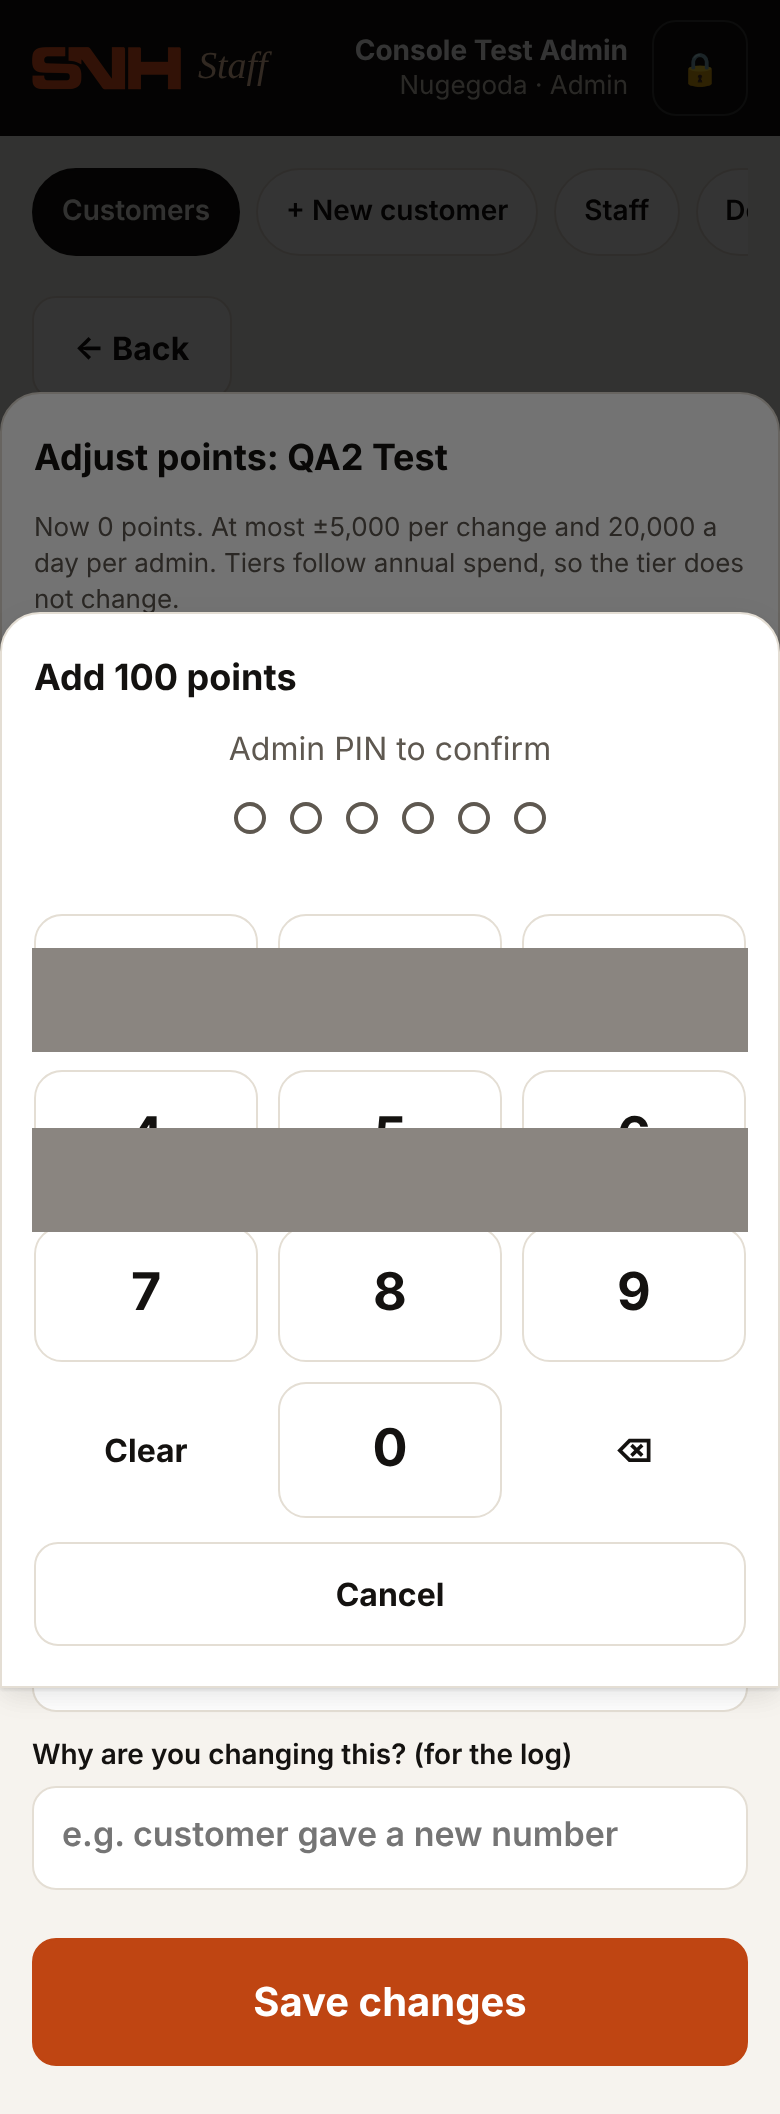 SNH Staff
Console Test Admin
Nugegoda · Admin
Customers
+ New customer
Staff
← Back
Adjust points: QA2 Test
Now 0 points. At most ±5,000 per change and 20,000 a
day per admin. Tiers follow annual spend, so the tier does
not change.
Add 100 points
Admin PIN to confirm
7 8 9
Clear 0
Cancel
Why are you changing this? (for the log)
e.g. customer gave a new number
Save changes